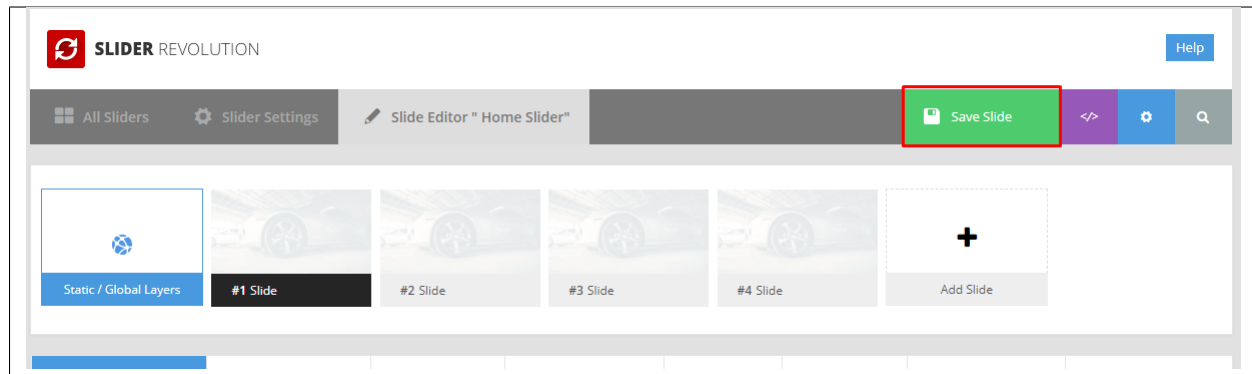 SLIDER REVOLUTION
Help
All Sliders
Slider Settings
Slide Editor " Home Slider"
Save Slide
</>
Static / Global Layers
#1 Slide
#2 Slide
#3 Slide
#4 Slide
Add Slide